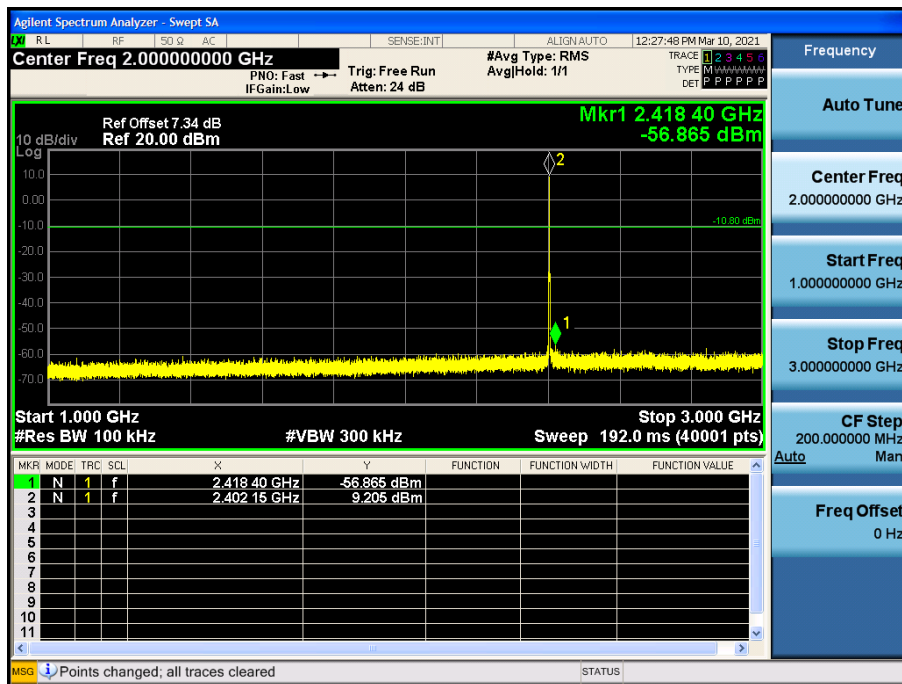 Agilent Spectrum Analyzer - Swept SA
LXI RL RF 50 Ω AC SENSE:INT ALIGN AUTO 12:27:48 PM Mar 10, 2021
Center Freq 2.000000000 GHz
PNO: Fast
IFGain:Low
Trig: Free Run
Atten: 24 dB
#Avg Type: RMS
Avg|Hold: 1/1
TRACE 1 2 3 4 5 6
TYPE M WWWWW
DET P P P P P P
Mkr1 2.418 40 GHz
-56.865 dBm
Ref Offset 7.34 dB
10 dB/div Ref 20.00 dBm
Log
10.0
0.00
-10.0
-20.0
-30.0
-40.0
-50.0
-60.0
-70.0
2
-10.80 dBm
1
Start 1.000 GHz Stop 3.000 GHz
#Res BW 100 kHz #VBW 300 kHz Sweep 192.0 ms (40001 pts)
MKR MODE TRC SCL X Y FUNCTION FUNCTION WIDTH FUNCTION VALUE
1 N 1 f 2.418 40 GHz -56.865 dBm
2 N 1 f 2.402 15 GHz 9.205 dBm
3
4
5
6
7
8
9
10
11
MSG Points changed; all traces cleared STATUS
Frequency
Auto Tune
Center Freq
2.000000000 GHz
Start Freq
1.000000000 GHz
Stop Freq
3.000000000 GHz
CF Step
200.000000 MHz
Auto Man
Freq Offset
0 Hz